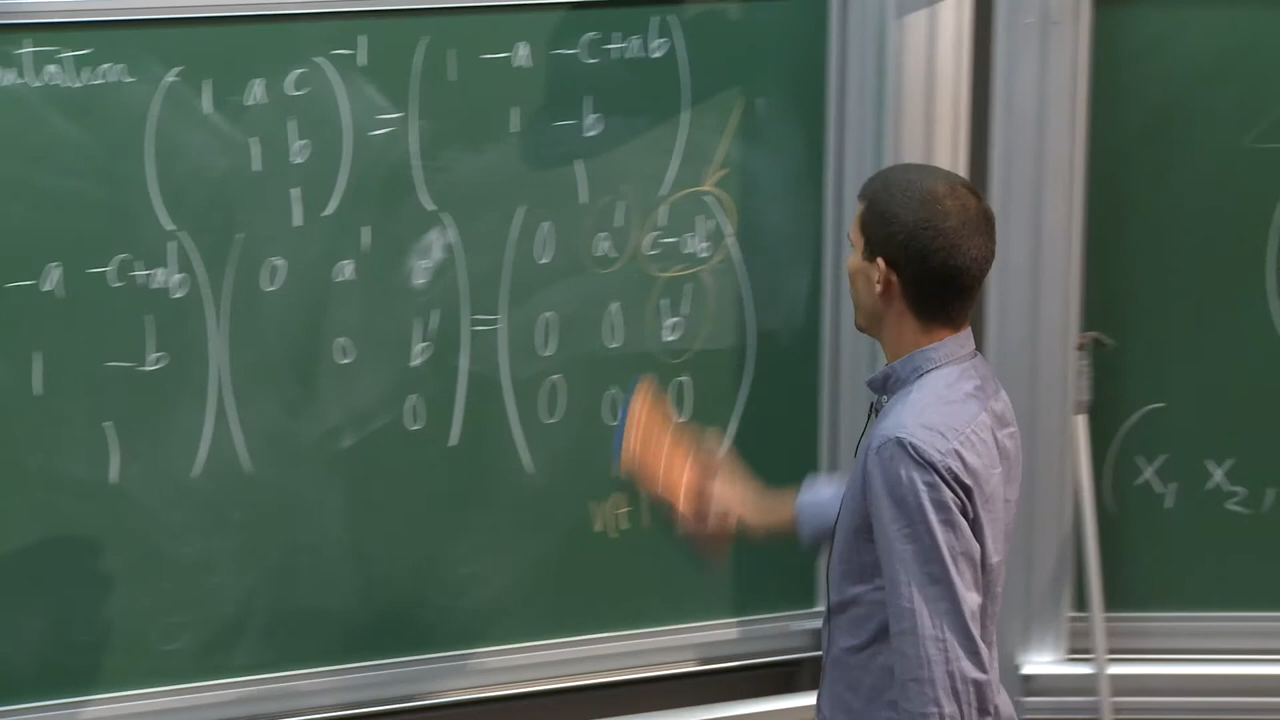 1 a c -1 1 -a -c+ab
1 b = 1 -b
1 1
-a -c+ab 0 a' 0 a' c'-ab'
1 -b 0 b' = 0 0 b'
1 0 0 0 0
x1 x2,